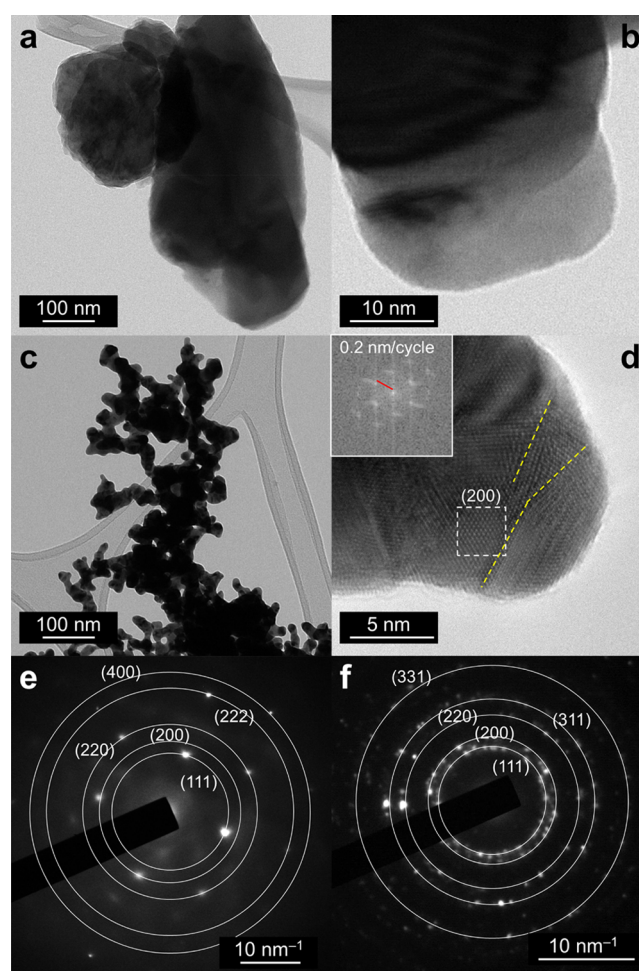 a
b
100 nm
10 nm
c
0.2 nm/cycle
d
(200)
100 nm
5 nm
e
(400)
(222)
(220)
(200)
(111)
10 nm⁻¹
f
(331)
(220)
(311)
(200)
(111)
10 nm⁻¹